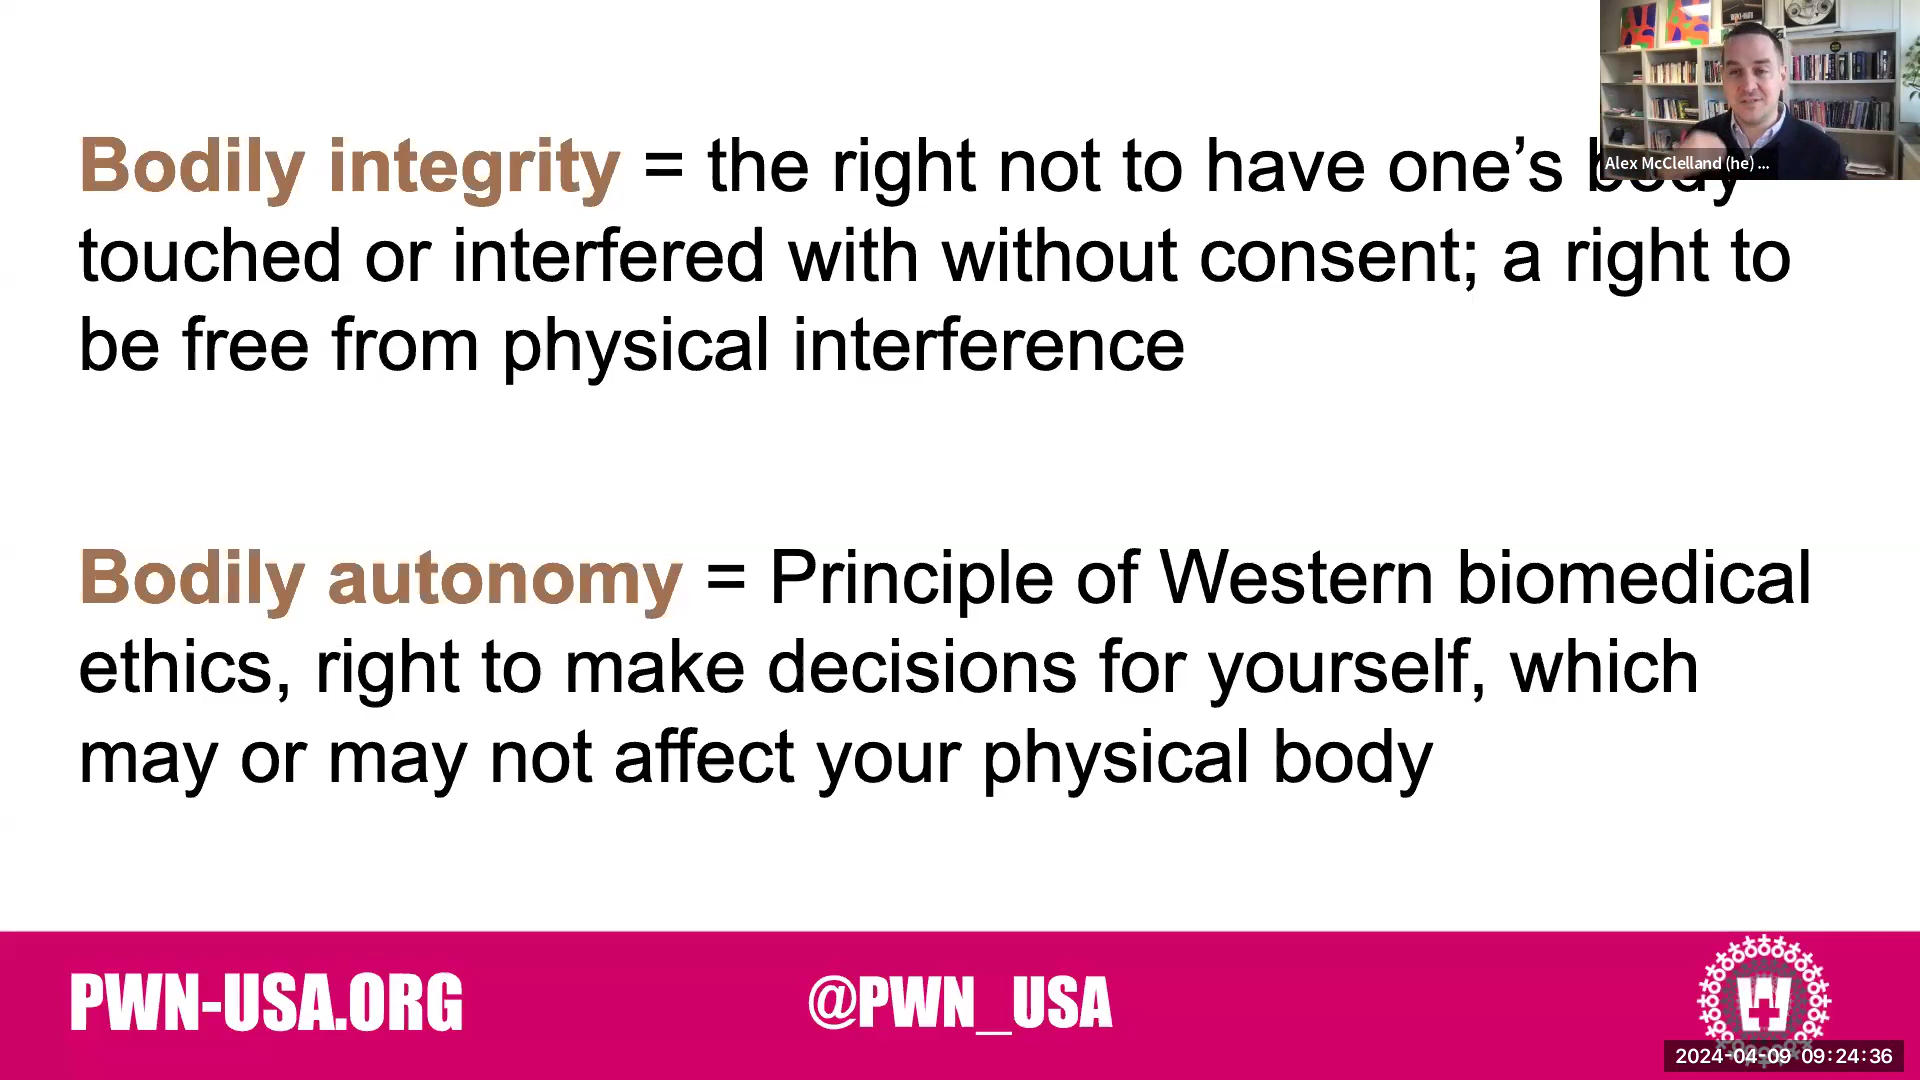 Bodily integrity = the right not to have one’s body
touched or interfered with without consent; a right to
be free from physical interference
Alex McClelland (he) ...
Bodily autonomy = Principle of Western biomedical
ethics, right to make decisions for yourself, which
may or may not affect your physical body
PWN-USA.ORG
@PWN_USA
2024-04-09 09:24:36